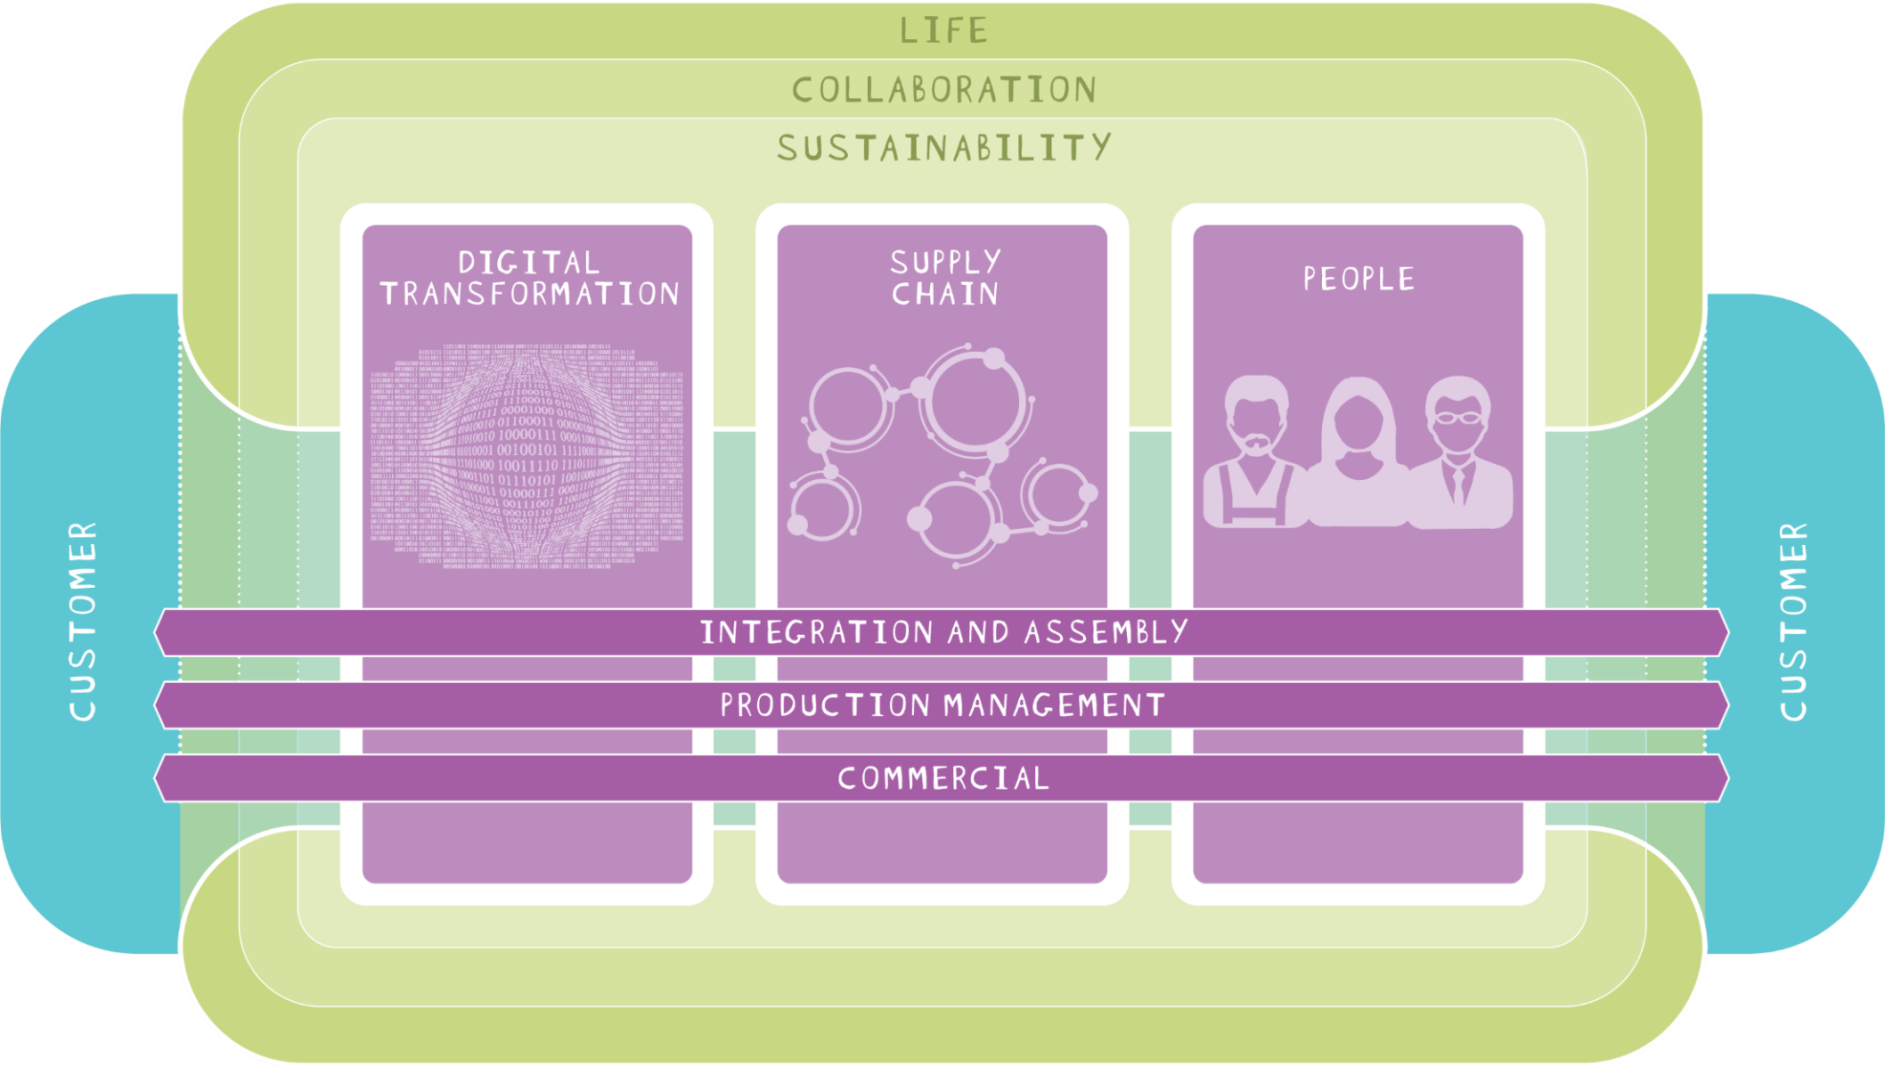 LIFE
COLLABORATION
SUSTAINABILITY
DIGITAL
TRANSFORMATION
SUPPLY
CHAIN
PEOPLE
CUSTOMER
CUSTOMER
INTEGRATION AND ASSEMBLY
PRODUCTION MANAGEMENT
COMMERCIAL